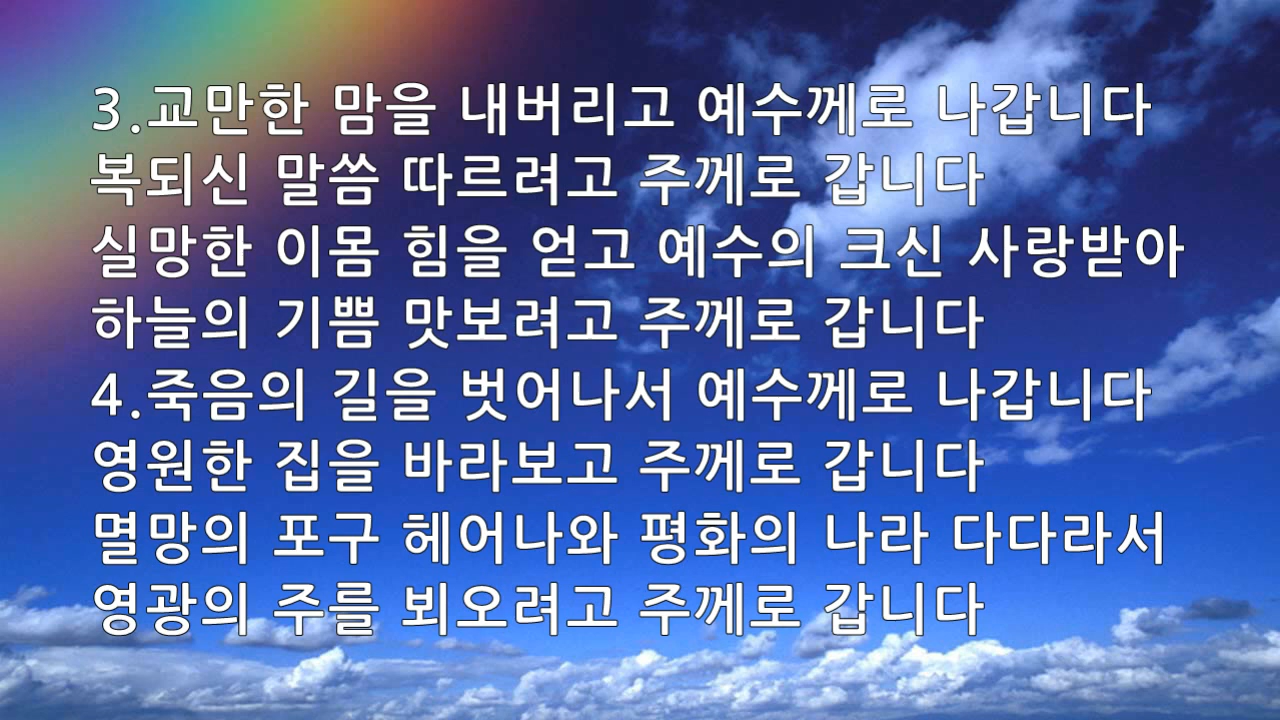 3.교만한 맘을 내버리고 예수께로 나갑니다
복되신 말씀 따르려고 주께로 갑니다
실망한 이몸 힘을 얻고 예수의 크신 사랑받아
하늘의 기쁨 맛보려고 주께로 갑니다
4.죽음의 길을 벗어나서 예수께로 나갑니다
영원한 집을 바라보고 주께로 갑니다
멸망의 포구 헤어나와 평화의 나라 다다라서
영광의 주를 뵈오려고 주께로 갑니다